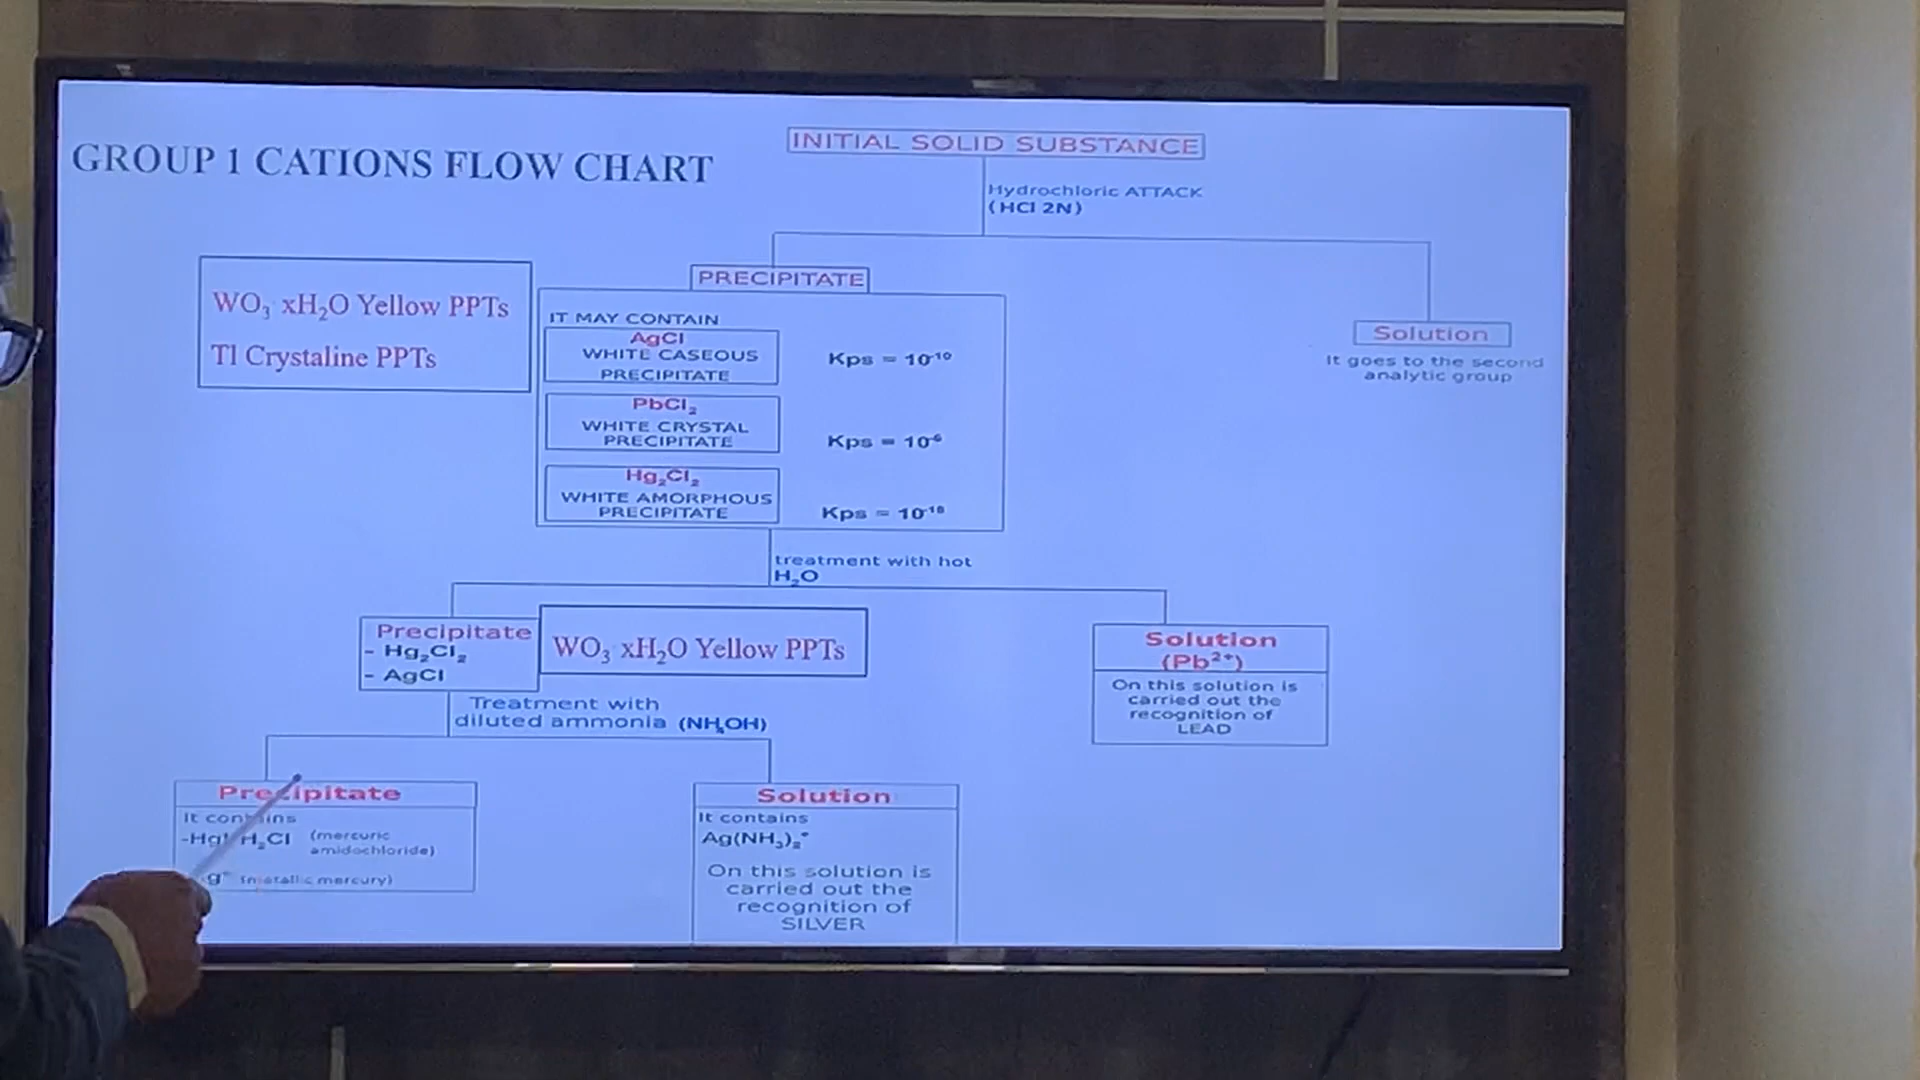 GROUP 1 CATIONS FLOW CHART
INITIAL SOLID SUBSTANCE
Hydrochloric ATTACK
(HCl 2N)
PRECIPITATE
WO₃ xH₂O Yellow PPTs
Tl Crystaline PPTs
IT MAY CONTAIN
AgCl
WHITE CASEOUS
PRECIPITATE
Kps = 10⁻¹⁰
PbCl₂
WHITE CRYSTAL
PRECIPITATE
Kps = 10⁻⁶
Hg₂Cl₂
WHITE AMORPHOUS
PRECIPITATE
Kps = 10⁻¹⁸
Solution
It goes to the second
analytic group
treatment with hot
H₂O
Precipitate
- Hg₂Cl₂
- AgCl
WO₃ xH₂O Yellow PPTs
Solution
(Pb²⁺)
On this solution is
carried out the
recognition of
LEAD
Treatment with
diluted ammonia (NH₄OH)
Precipitate
It contains
(mercuric
amidochloride)
(metallic mercury)
Solution
It contains
Ag(NH₃)₂⁺
On this solution is
carried out the
recognition of
SILVER